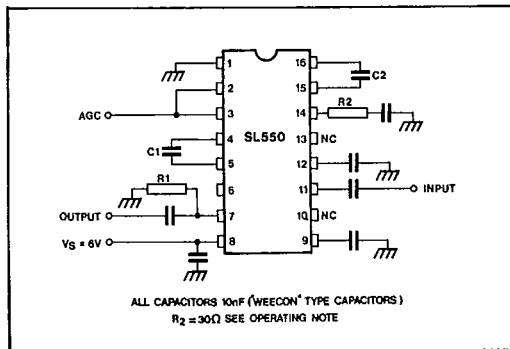 1 16
C2
2 15
AGC 3 14 R2
SL550
4 13 NC
C1
5 12
R1
6 11 INPUT
OUTPUT 7 10 NC
VS = 6V 8 9
ALL CAPACITORS 10nF ("WEECON" TYPE CAPACITORS)
R2 = 30Ω SEE OPERATING NOTE